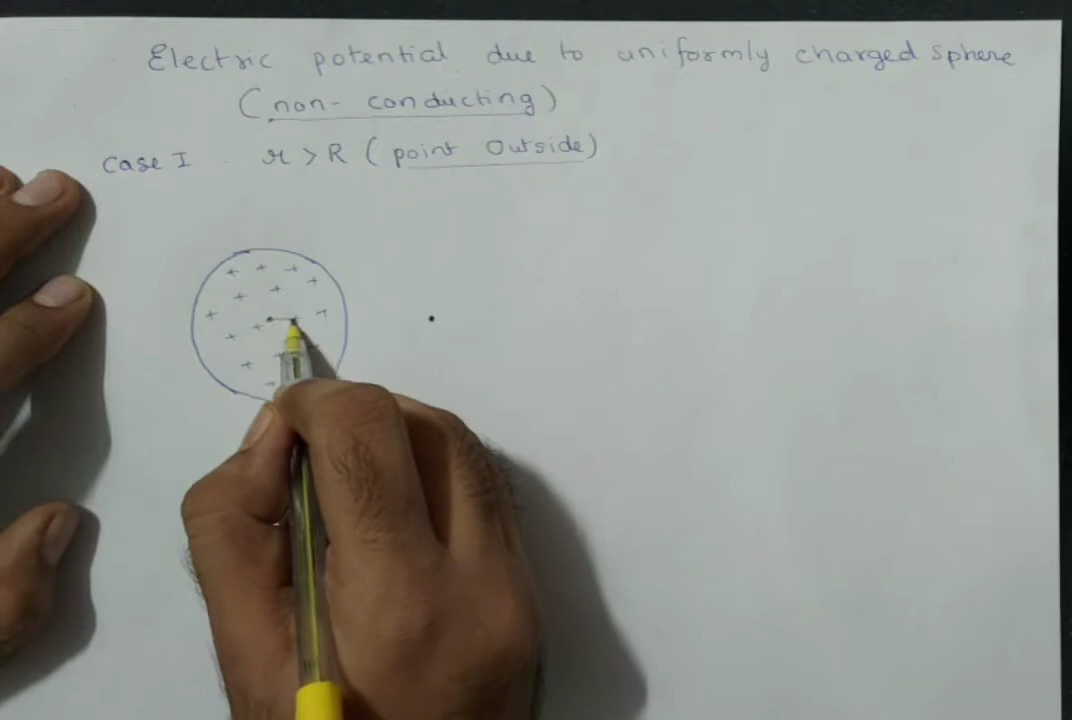 Electric potential due to uniformly charged sphere
(non-conducting)
Case I r > R (point Outside)